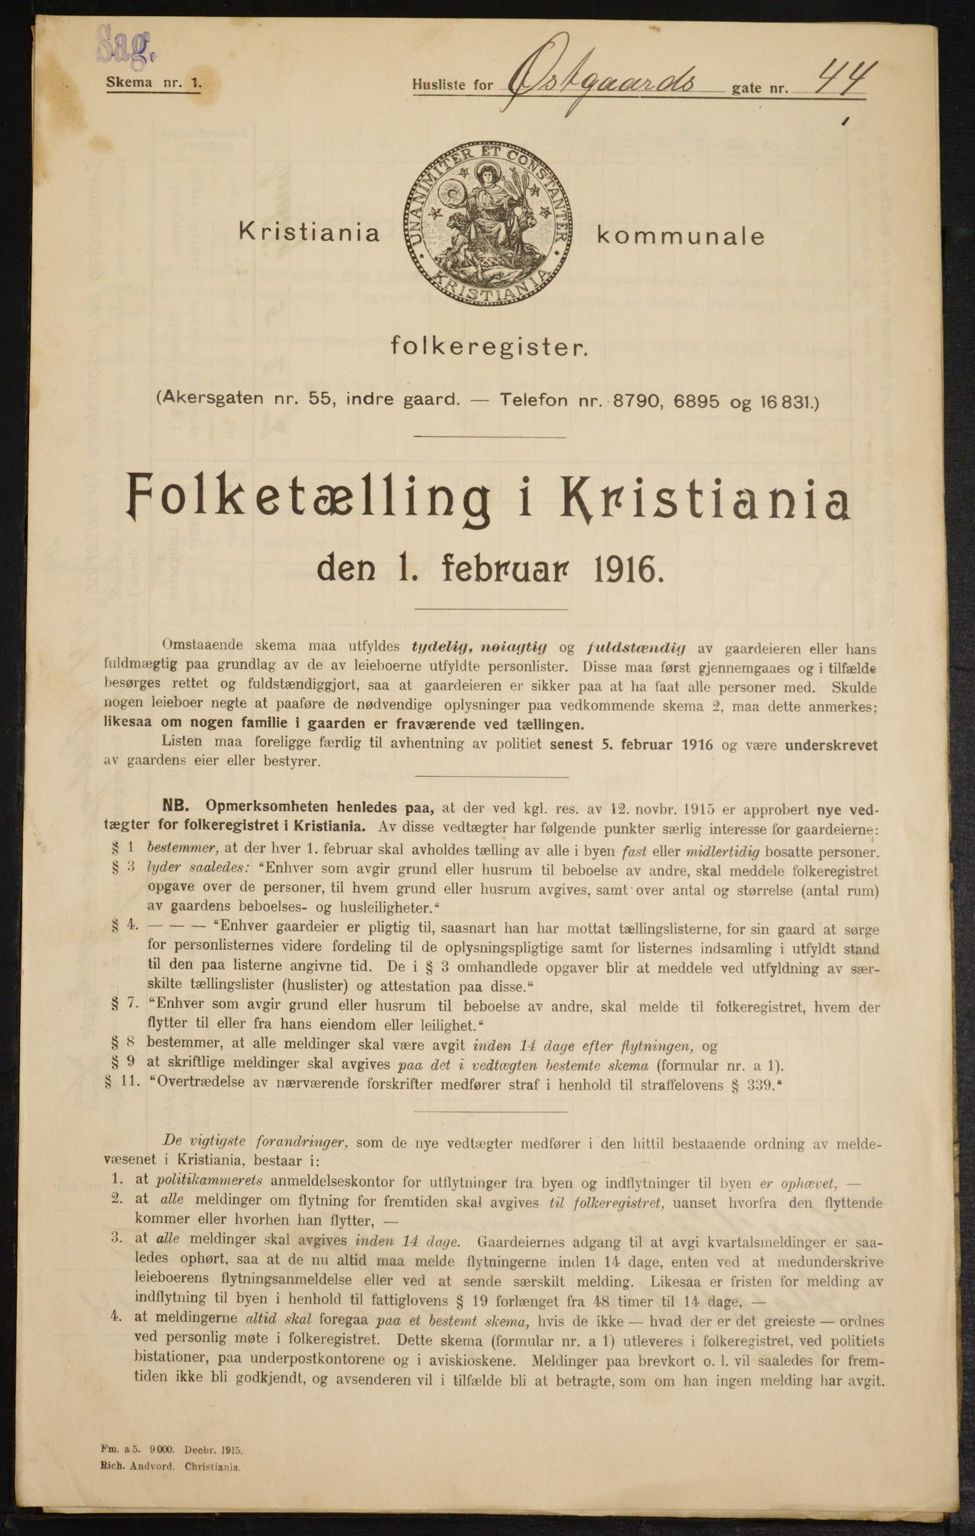 Sag.
Skema nr. 1.
Husliste for Østgaards gate nr. 44
UNANIMITER ET CONSTANTER
KRISTIANIA
Kristiania kommunale
folkeregister.
(Akersgaten nr. 55, indre gaard. — Telefon nr. 8790, 6895 og 16 831.)
Folketælling i Kristiania
den 1. februar 1916.
Omstaaende skema maa utfyldes tydelig, nøiagtig og fuldstændig av gaardeieren eller hans
fuldmægtig paa grundlag av de av leieboerne utfyldte personlister. Disse maa først gjennemgaaes og i tilfælde
besørges rettet og fuldstændiggjort, saa at gaardeieren er sikker paa at ha faat alle personer med. Skulde
nogen leieboer negte at paaføre de nødvendige oplysninger paa vedkommende skema 2, maa dette anmerkes;
likesaa om nogen familie i gaarden er fraværende ved tællingen.
Listen maa foreligge færdig til avhentning av politiet senest 5. februar 1916 og være underskrevet
av gaardens eier eller bestyrer.
NB. Opmerksomheten henledes paa, at der ved kgl. res. av 12. novbr. 1915 er approbert nye ved-
tægter for folkeregistret i Kristiania. Av disse vedtægter har følgende punkter særlig interesse for gaardeierne:
§ 1 bestemmer, at der hver 1. februar skal avholdes tælling av alle i byen fast eller midlertidig bosatte personer.
§ 3 lyder saaledes: “Enhver som avgir grund eller husrum til beboelse av andre, skal meddele folkeregistret
opgave over de personer, til hvem grund eller husrum avgives, samt over antal og størrelse (antal rum)
av gaardens beboelses- og husleiligheter.“
§ 4. — — — “Enhver gaardeier er pligtig til, saasnart han har mottat tællingslisterne, for sin gaard at sørge
for personlisternes videre fordeling til de oplysningspligtige samt for listernes indsamling i utfyldt stand
til den paa listerne angivne tid. De i § 3 omhandlede opgaver blir at meddele ved utfyldning av sær-
skilte tællingslister (huslister) og attestation paa disse.“
§ 7. “Enhver som avgir grund eller husrum til beboelse av andre, skal melde til folkeregistret, hvem der
flytter til eller fra hans eiendom eller leilighet.“
§ 8 bestemmer, at alle meldinger skal være avgit inden 14 dage efter flytningen, og
§ 9 at skriftlige meldinger skal avgives paa det i vedtægten bestemte skema (formular nr. a 1).
§ 11. “Overtrædelse av nærværende forskrifter medfører straf i henhold til straffelovens § 339.“
De vigtigste forandringer, som de nye vedtægter medfører i den hittil bestaaende ordning av melde-
væsenet i Kristiania, bestaar i:
1. at politikammerets anmeldelseskontor for utflytninger fra byen og indflytninger til byen er ophævet, —
2. at alle meldinger om flytning for fremtiden skal avgives til folkeregistret, uanset hvorfra den flyttende
kommer eller hvorhen han flytter, —
3. at alle meldinger skal avgives inden 14 dage. Gaardeiernes adgang til at avgi kvartalsmeldinger er saa-
ledes ophørt, saa at de nu altid maa melde flytningerne inden 14 dage, enten ved at medunderskrive
leieboerens flytningsanmeldelse eller ved at sende særskilt melding. Likesaa er fristen for melding av
indflytning til byen i henhold til fattiglovens § 19 forlænget fra 48 timer til 14 dage, —
4. at meldingerne altid skal foregaa paa et bestemt skema, hvis de ikke — hvad der er det greieste — ordnes
ved personlig møte i folkeregistret. Dette skema (formular nr. a 1) utleveres i folkeregistret, ved politiets
bistationer, paa underpostkontorene og i aviskioskene. Meldinger paa brevkort o. l. vil saaledes for frem-
tiden ikke bli godkjendt, og avsenderen vil i tilfælde bli at betragte, som om han ingen melding har avgit.
Fm. a 5. 9 000. Decbr. 1915.
Rich. Andvord. Christiania.